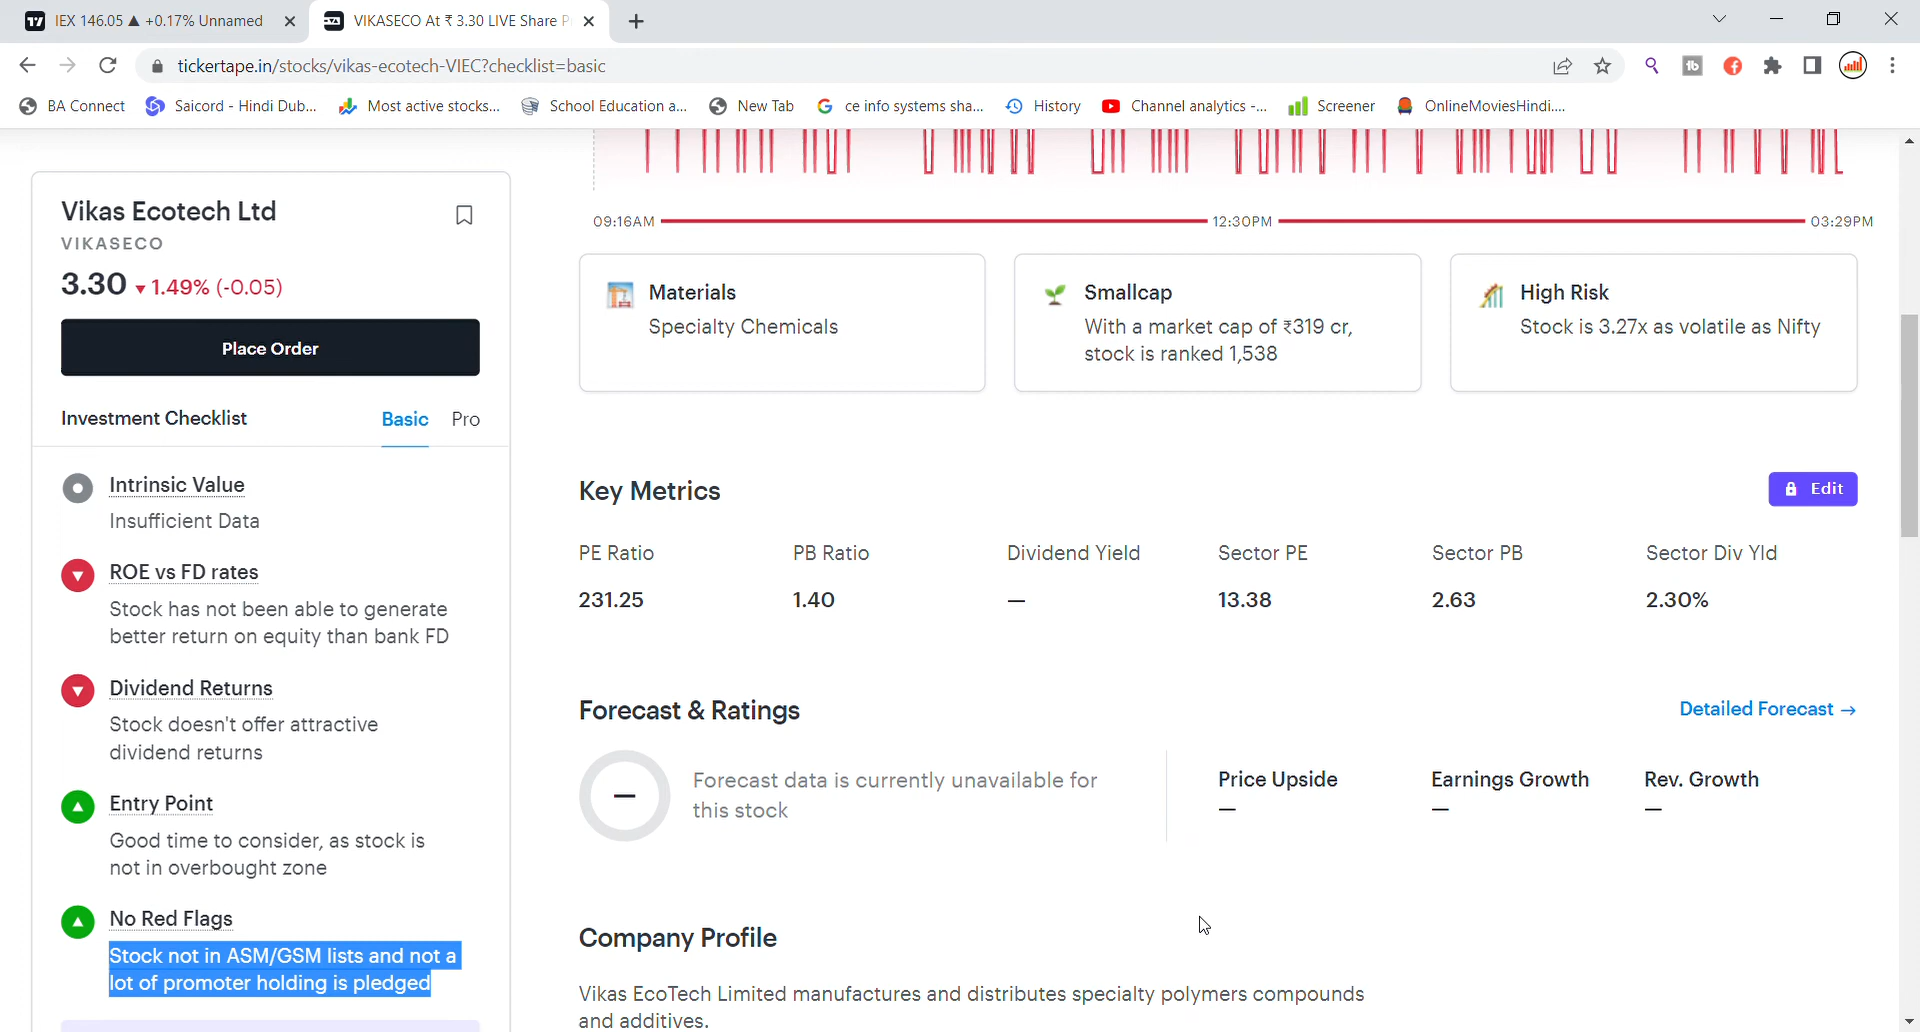 IEX 146.05 ▲ +0.17% Unnamed
VIKASECO At ₹ 3.30 LIVE Share P
tickertape.in/stocks/vikas-ecotech-VIEC?checklist=basic
BA Connect
Saicord - Hindi Dub...
Most active stocks...
School Education a...
New Tab
ce info systems sha...
History
Channel analytics -...
Screener
OnlineMoviesHindi....
Vikas Ecotech Ltd
VIKASECO
3.30 ▼ 1.49% (-0.05)
Place Order
Investment Checklist
Basic
Pro
Intrinsic Value
Insufficient Data
ROE vs FD rates
Stock has not been able to generate
better return on equity than bank FD
Dividend Returns
Stock doesn't offer attractive
dividend returns
Entry Point
Good time to consider, as stock is
not in overbought zone
No Red Flags
Stock not in ASM/GSM lists and not a
lot of promoter holding is pledged
09:16AM
12:30PM
03:29PM
Materials
Specialty Chemicals
Smallcap
With a market cap of ₹319 cr,
stock is ranked 1,538
High Risk
Stock is 3.27x as volatile as Nifty
Key Metrics
Edit
PE Ratio
PB Ratio
Dividend Yield
Sector PE
Sector PB
Sector Div Yld
231.25
1.40
—
13.38
2.63
2.30%
Forecast & Ratings
Detailed Forecast →
—
Forecast data is currently unavailable for
this stock
Price Upside
Earnings Growth
Rev. Growth
—
—
—
Company Profile
Vikas EcoTech Limited manufactures and distributes specialty polymers compounds
and additives.